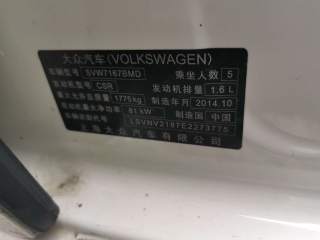 大众汽车(VOLKSWAGEN)
车辆型号 SVW7167BMD 乘坐人数 5
发动机型号 CSR 发动机排量 1.6 L
最大允许总质量 1775kg 制造年月 2014.10
发动机最大净功率 81 kW 制造国 中国
LSVNV2187E2273775
上海大众汽车有限公司